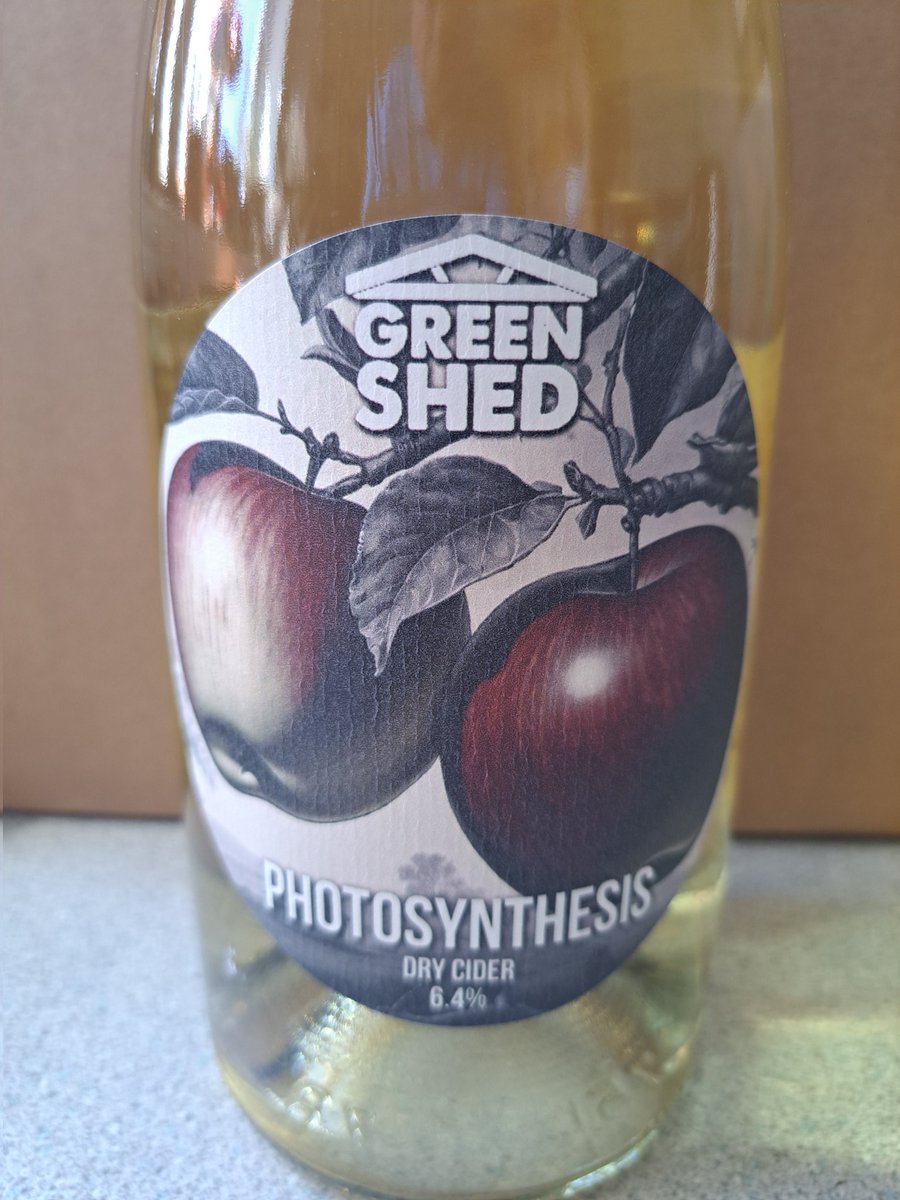 GREEN
SHED
PHOTOSYNTHESIS
DRY CIDER
6.4%